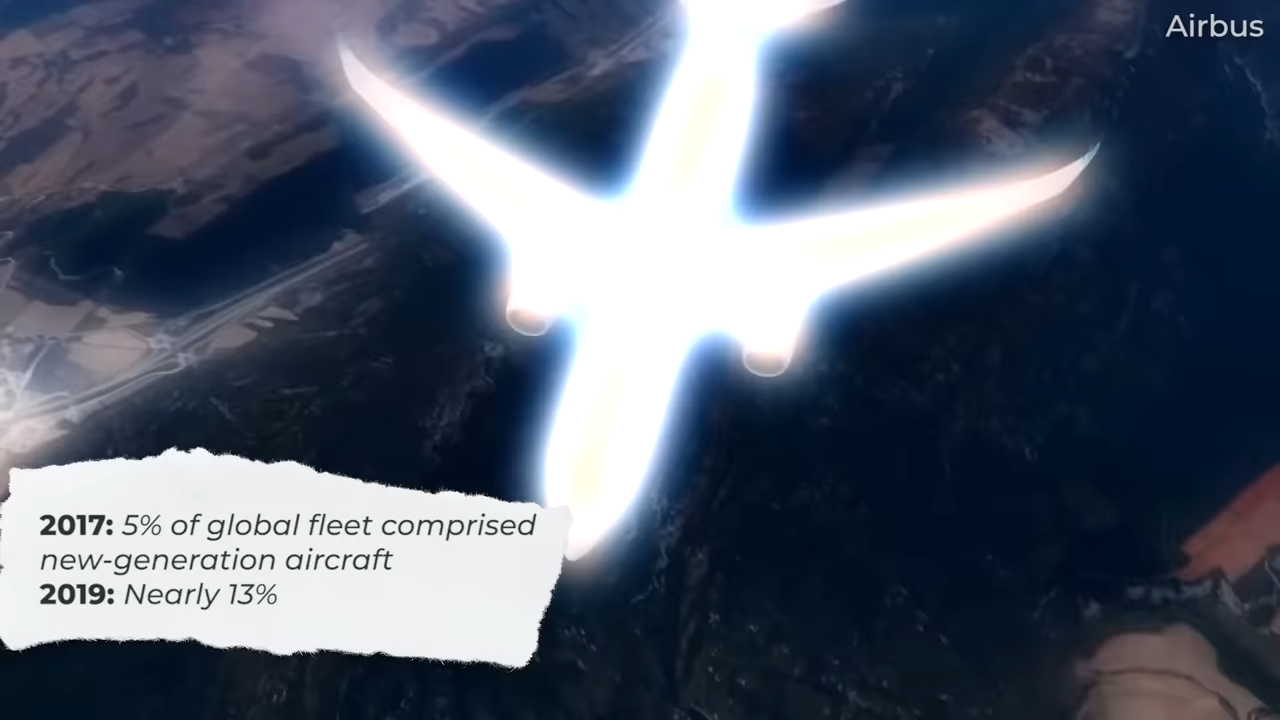 Airbus
2017: 5% of global fleet comprised
new-generation aircraft
2019: Nearly 13%